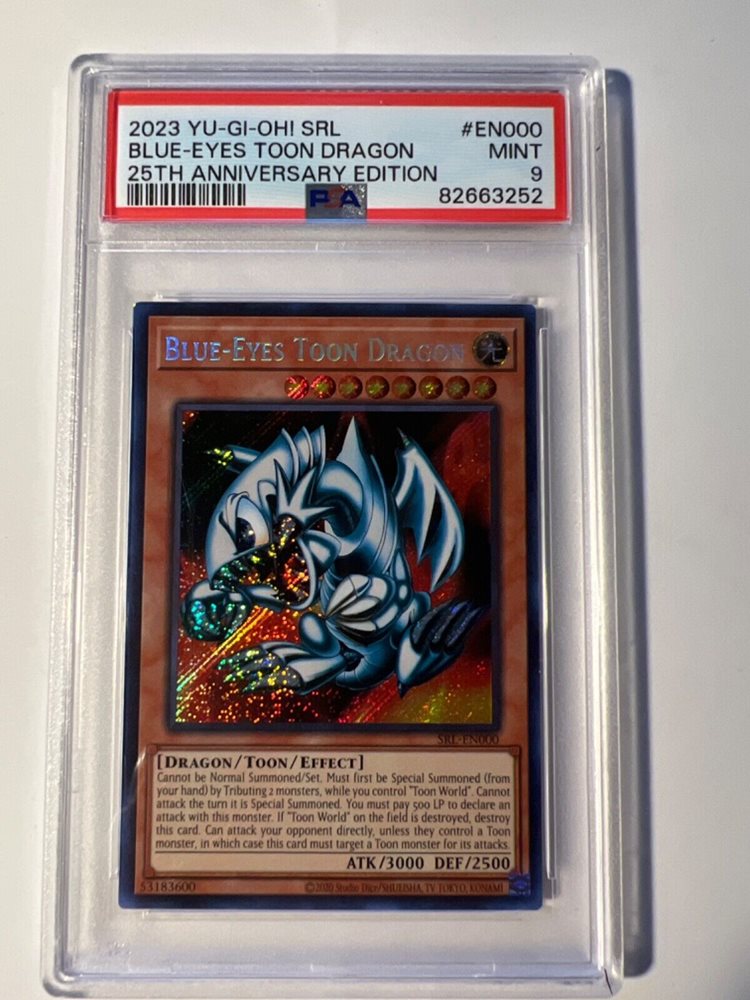 2023 YU-GI-OH! SRL #EN000
BLUE-EYES TOON DRAGON MINT
25TH ANNIVERSARY EDITION 9
PSA 82663252
BLUE-EYES TOON DRAGON 光
SRL-EN000
[DRAGON/TOON/EFFECT]
Cannot be Normal Summoned/Set. Must first be Special Summoned (from
your hand) by Tributing 2 monsters, while you control "Toon World". Cannot
attack the turn it is Special Summoned. You must pay 500 LP to declare an
attack with this monster. If "Toon World" on the field is destroyed, destroy
this card. Can attack your opponent directly, unless they control a Toon
monster, in which case this card must target a Toon monster for its attacks.
ATK/3000 DEF/2500
53183600 ©2020 Studio Dice/SHUEISHA, TV TOKYO, KONAMI